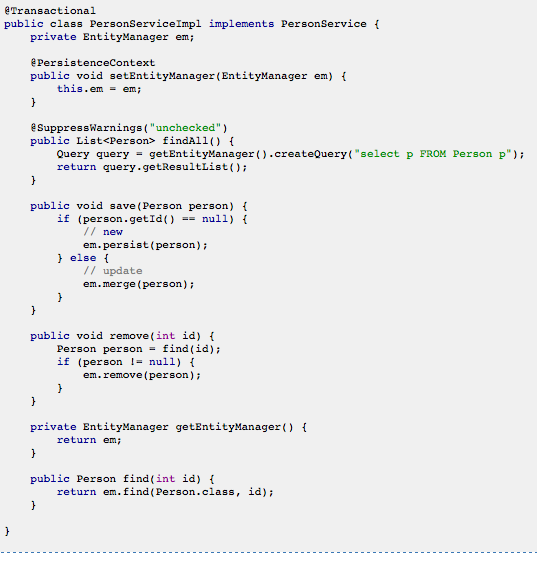 @Transactional
public class PersonServiceImpl implements PersonService {
    private EntityManager em;

    @PersistenceContext
    public void setEntityManager(EntityManager em) {
        this.em = em;
    }

    @SuppressWarnings("unchecked")
    public List<Person> findAll() {
        Query query = getEntityManager().createQuery("select p FROM Person p");
        return query.getResultList();
    }

    public void save(Person person) {
        if (person.getId() == null) {
            // new
            em.persist(person);
        } else {
            // update
            em.merge(person);
        }
    }

    public void remove(int id) {
        Person person = find(id);
        if (person != null) {
            em.remove(person);
        }
    }

    private EntityManager getEntityManager() {
        return em;
    }

    public Person find(int id) {
        return em.find(Person.class, id);
    }

}